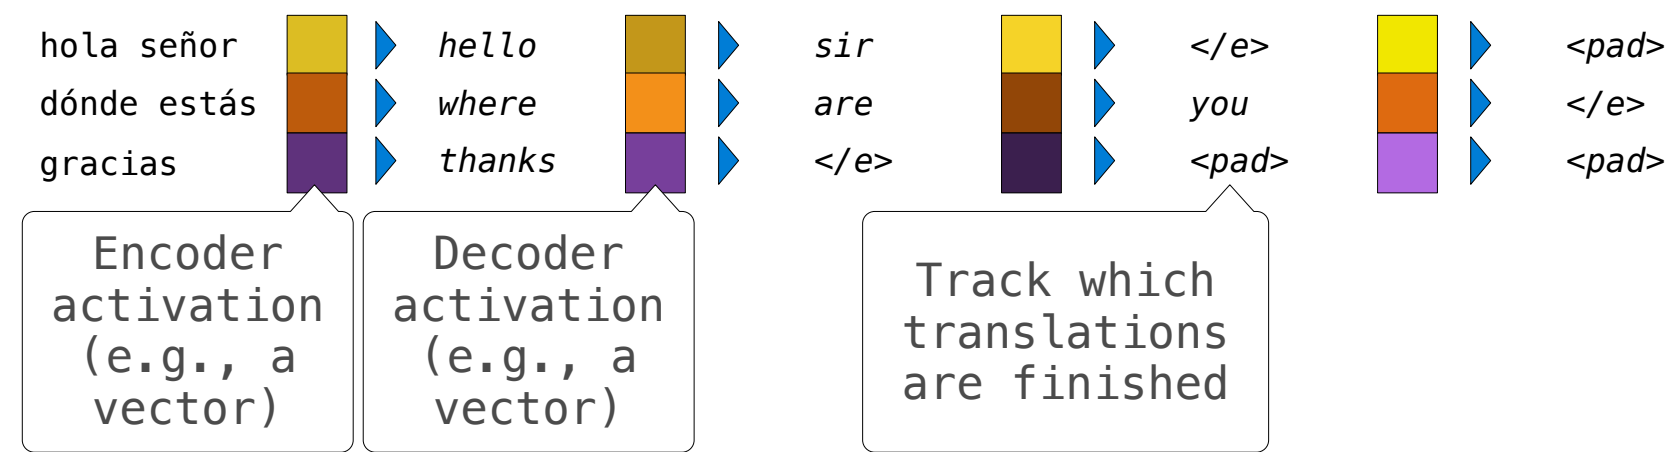 hola señor hello sir </e> <pad>
dónde estás where are you </e>
gracias thanks </e> <pad> <pad>
Encoder
activation
(e.g., a
vector)
Decoder
activation
(e.g., a
vector)
Track which
translations
are finished